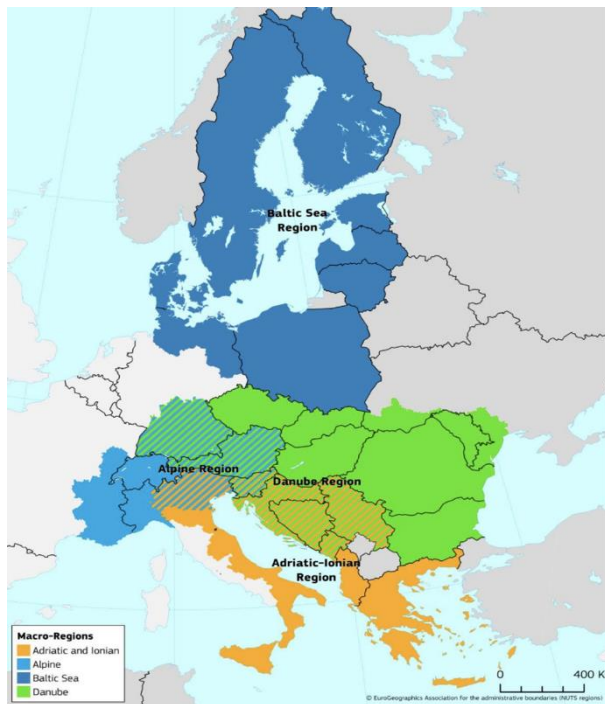 Baltic Sea
Region
Alpine Region
Danube Region
Adriatic-Ionian
Region
Macro-Regions
Adriatic and Ionian
Alpine
Baltic Sea
Danube
0 400 K
© EuroGeographics Association for the administrative boundaries (NUTS regions)